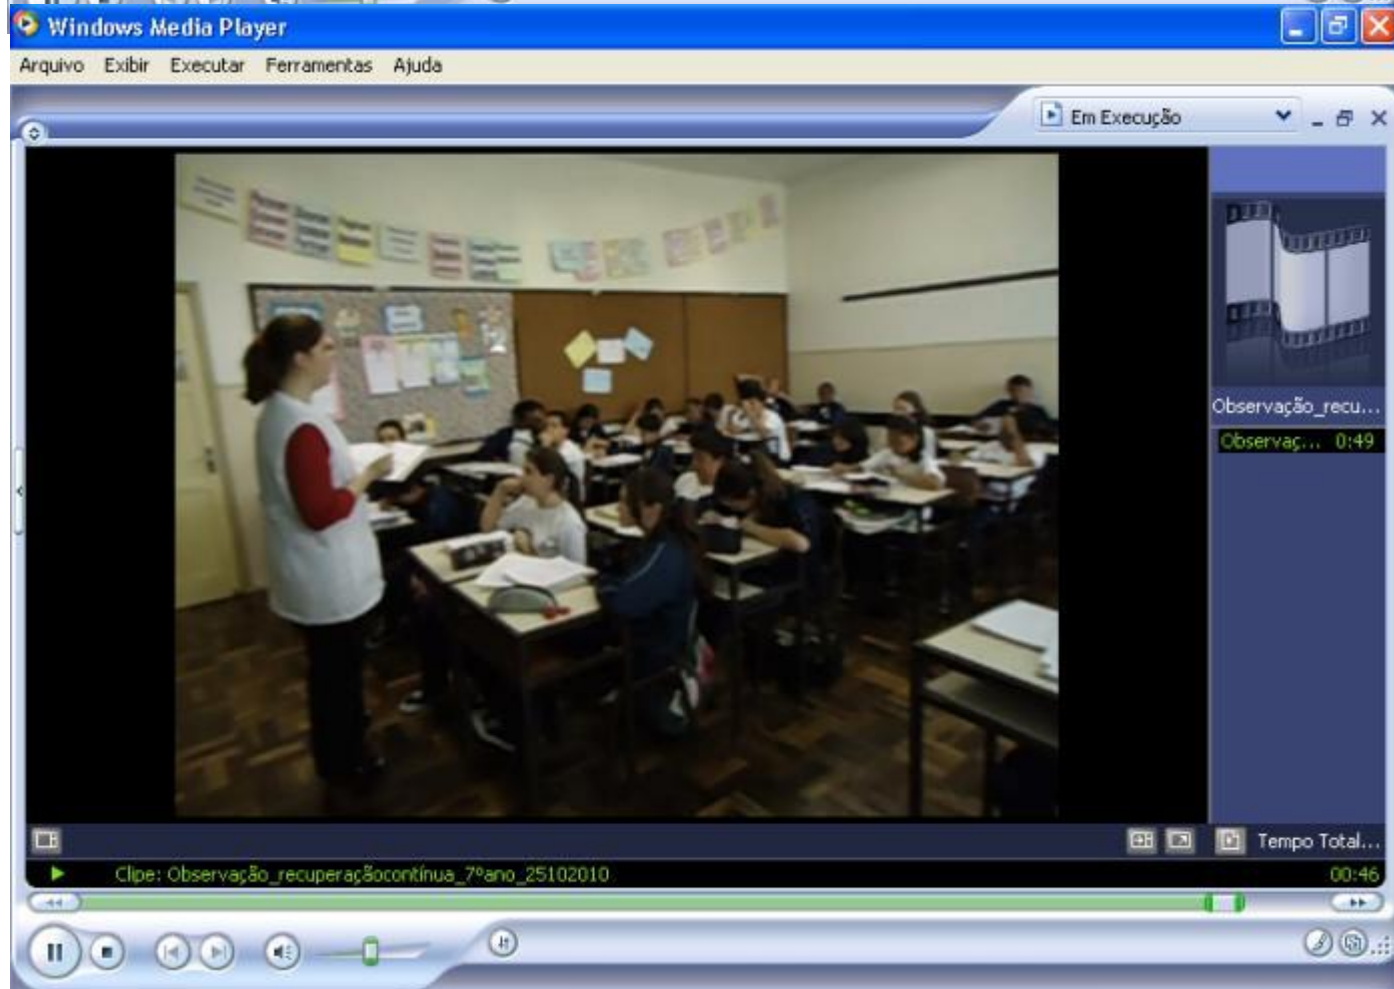 Windows Media Player
Arquivo Exibir Executar Ferramentas Ajuda
Em Execução
Observação_recu...
Observaç... 0:49
Tempo Total...
Clipe: Observação_recuperaçãocontínua_7ºano_25102010
00:46